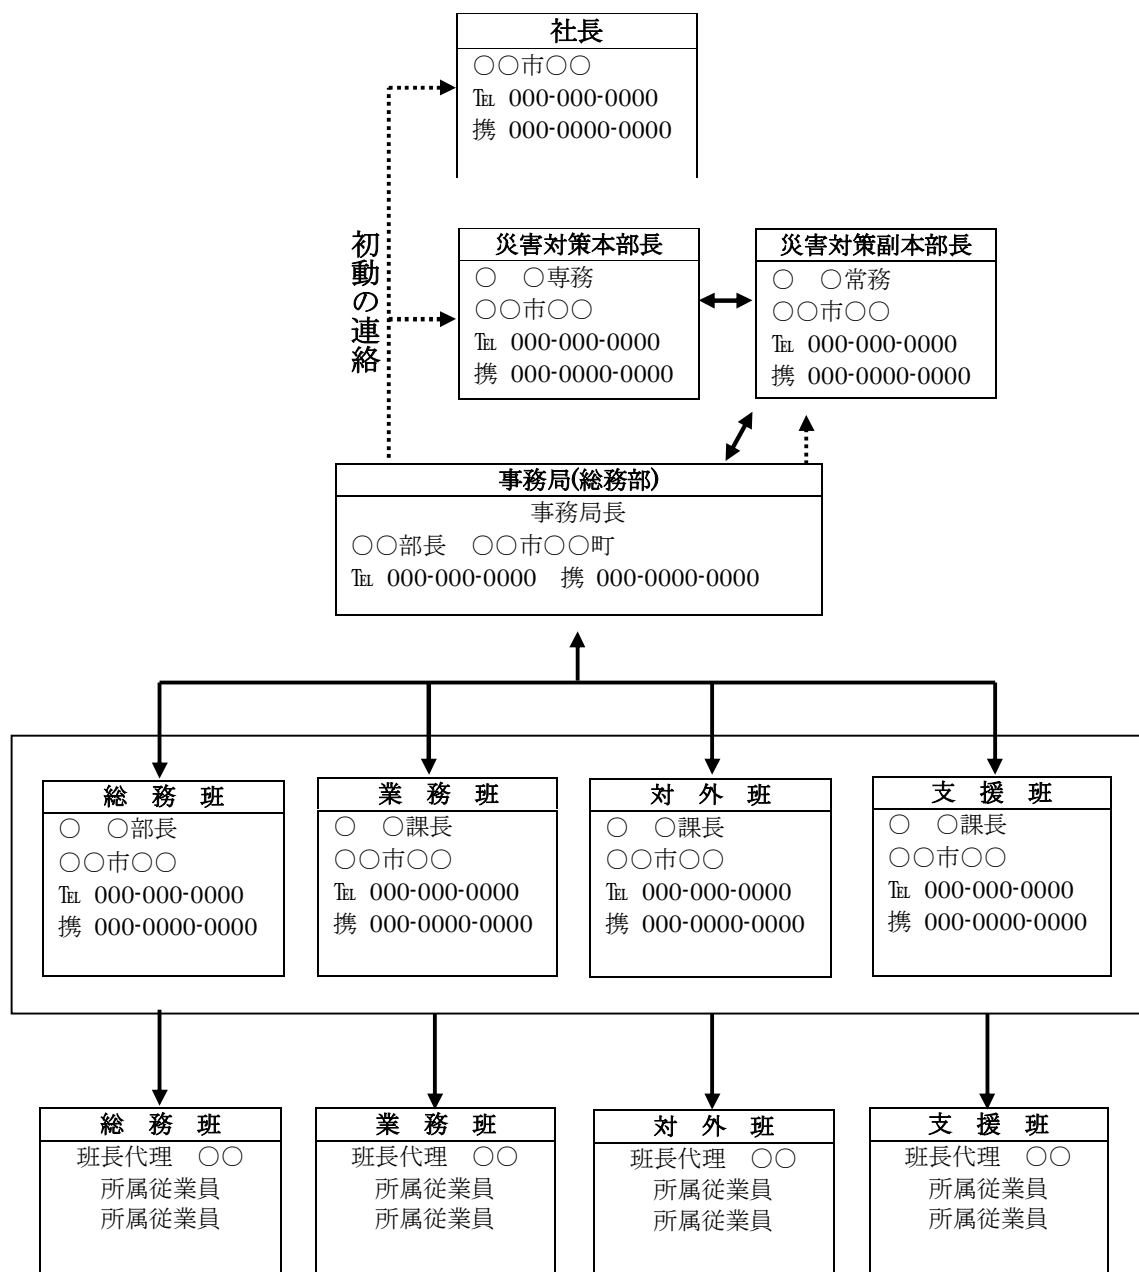 社長
○○市○○
℡ 000-000-0000
携 000-0000-0000
初動の連絡
災害対策本部長
○　○専務
○○市○○
℡ 000-000-0000
携 000-0000-0000
災害対策副本部長
○　○常務
○○市○○
℡ 000-000-0000
携 000-0000-0000
事務局(総務部)
事務局長
○○部長　○○市○○町
℡ 000-000-0000　携 000-0000-0000
総　務　班
○　○部長
○○市○○
℡ 000-000-0000
携 000-0000-0000
業　務　班
○　○課長
○○市○○
℡ 000-000-0000
携 000-0000-0000
対　外　班
○　○課長
○○市○○
℡ 000-000-0000
携 000-0000-0000
支　援　班
○　○課長
○○市○○
℡ 000-000-0000
携 000-0000-0000
総　務　班
班長代理　○○
所属従業員
所属従業員
業　務　班
班長代理　○○
所属従業員
所属従業員
対　外　班
班長代理　○○
所属従業員
所属従業員
支　援　班
班長代理　○○
所属従業員
所属従業員